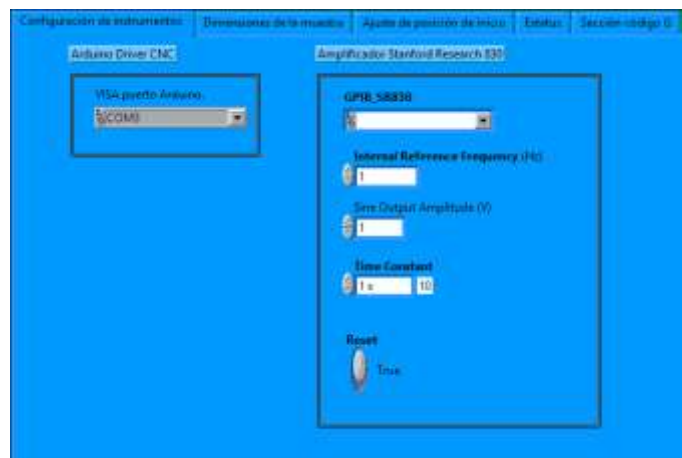 Configuración de instrumentos
Dimensiones de la muestra
Ajuste de posición de inicio
Estatus
Sección código G
Arduino Driver CNC
Amplificador Stanford Research 830
VISA puerto Arduino.
COM3
GPIB_SR830
Internal Reference Frequency (Hz)
1
Sine Output Amplitude (V)
1
Time Constant
1 s
10
Reset
True